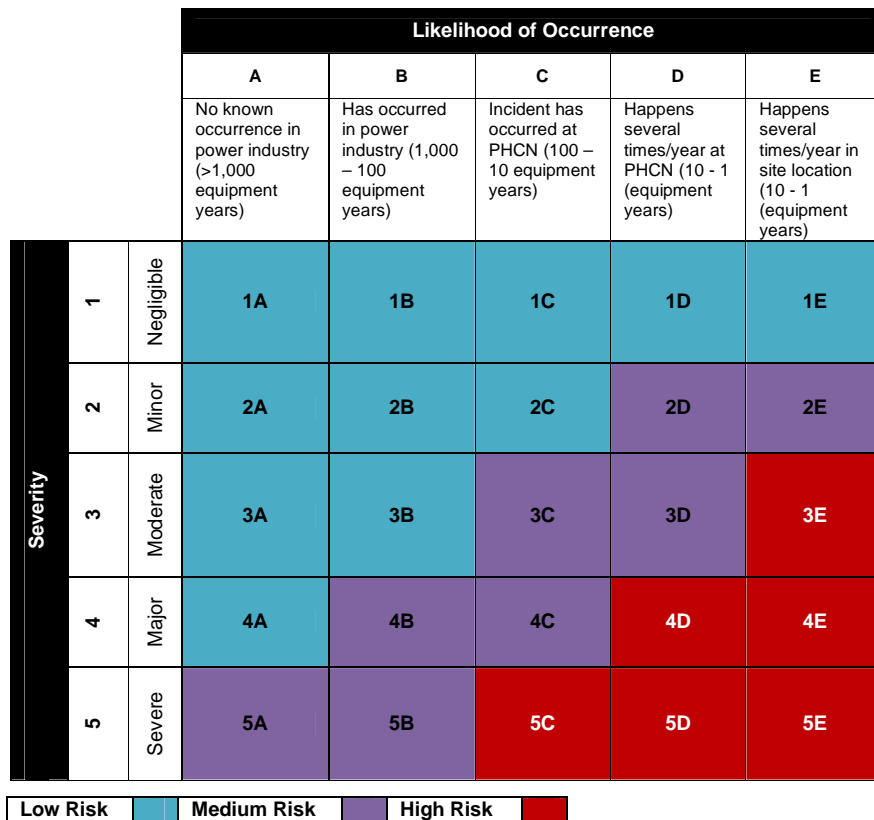 Likelihood of Occurrence
A
B
C
D
E
No known
occurrence in
power industry
(>1,000
equipment
years)
Has occurred
in power
industry (1,000
– 100
equipment
years)
Incident has
occurred at
PHCN (100 –
10 equipment
years)
Happens
several
times/year at
PHCN (10 - 1
(equipment
years)
Happens
several
times/year in
site location
(10 - 1
(equipment
years)
Severity
1
Negligible
1A
1B
1C
1D
1E
2
Minor
2A
2B
2C
2D
2E
3
Moderate
3A
3B
3C
3D
3E
4
Major
4A
4B
4C
4D
4E
5
Severe
5A
5B
5C
5D
5E
Low Risk
Medium Risk
High Risk